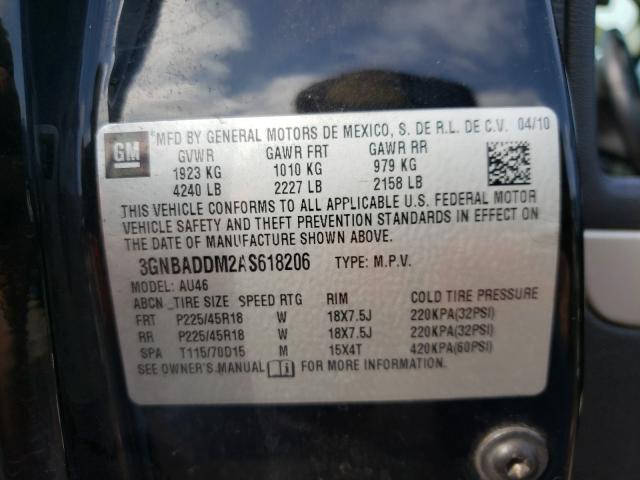 GM
MFD BY GENERAL MOTORS DE MEXICO, S. DE R.L. DE C.V. 04/10
GVWR GAWR FRT GAWR RR
1923 KG 1010 KG 979 KG
4240 LB 2227 LB 2158 LB
THIS VEHICLE CONFORMS TO ALL APPLICABLE U.S. FEDERAL MOTOR
VEHICLE SAFETY AND THEFT PREVENTION STANDARDS IN EFFECT ON
THE DATE OF MANUFACTURE SHOWN ABOVE.
3GNBADDM2AS618206 TYPE: M.P.V.
MODEL: AU46
ABCN TIRE SIZE SPEED RTG RIM COLD TIRE PRESSURE
FRT P225/45R18 W 18X7.5J 220KPA(32PSI)
RR P225/45R18 W 18X7.5J 220KPA(32PSI)
SPA T115/70D15 M 15X4T 420KPA(60PSI)
SEE OWNER'S MANUAL FOR MORE INFORMATION.